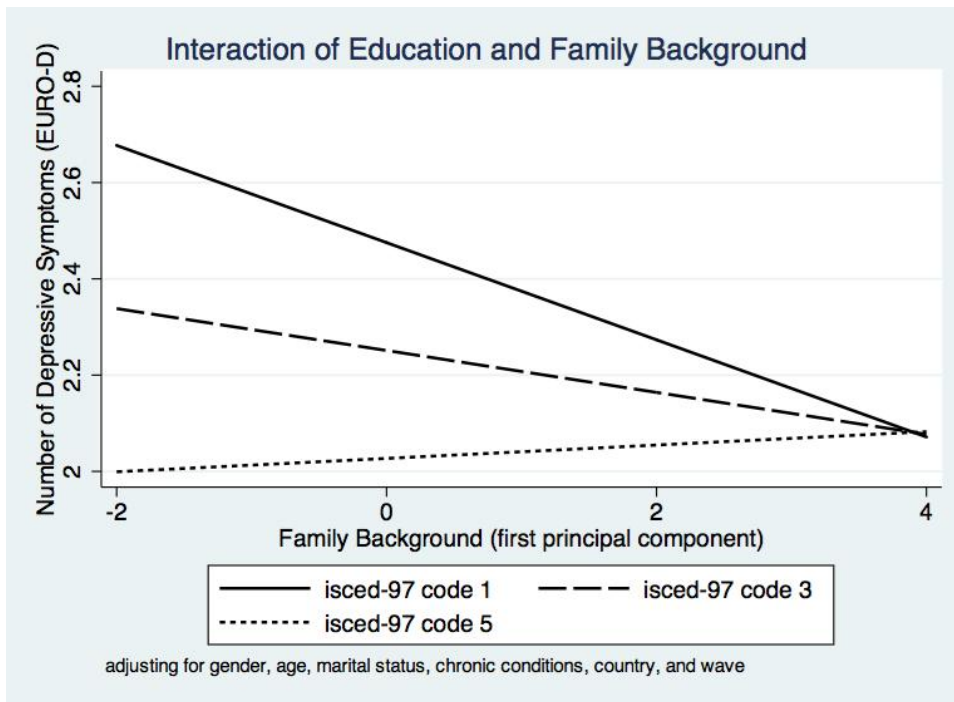 Interaction of Education and Family Background
Number of Depressive Symptoms (EURO-D)
2.8
2.6
2.4
2.2
2
-2 0 2 4
Family Background (first principal component)
isced-97 code 1 isced-97 code 3
isced-97 code 5
adjusting for gender, age, marital status, chronic conditions, country, and wave